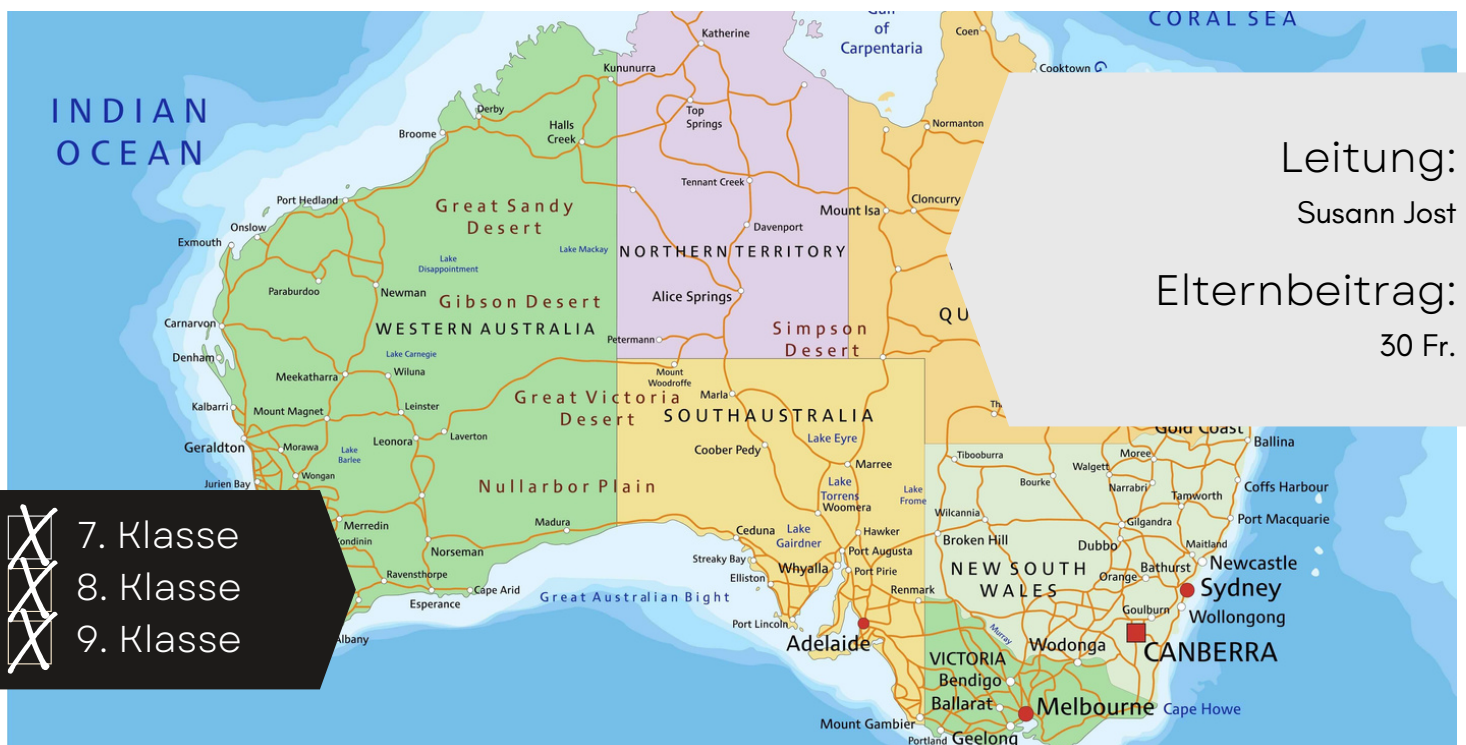 CORAL SEA
Gulf
of
Carpentaria
Katherine
Coen
Cooktown
Kununurra
INDIAN
OCEAN
Derby
Broome
Halls
Creek
Top
Springs
Normanton
Leitung:
Susann Jost
Elternbeitrag:
30 Fr.
Tennant Creek
Port Hedland
Great Sandy
Desert
Mount Isa
Cloncurry
Onslow
Exmouth
Davenport
Lake Mackay
NORTHERN TERRITORY
Lake
Disappointment
Paraburdoo
Newman
Gibson Desert
Alice Springs
Carnarvon
WESTERN AUSTRALIA
Simpson
Desert
QU
Petermann
Denham
Lake Carnegie
Meekatharra
Wiluna
Mount
Woodroffe
Marla
Great Victoria
Desert
Kalbarri
Mount Magnet
Leinster
SOUTHAUSTRALIA
Th
Gold Coast
Geraldton
Morawa
Lake
Barlee
Leonora
Laverton
Coober Pedy
Lake Eyre
Ballina
Marree
Tibooburra
Walgett
Moree
Bourke
Narrabri
Wongan
Jurien Bay
Nullarbor Plain
Lake
Torrens
Woomera
Lake
Frome
Coffs Harbour
Tamworth
Wilcannia
Gilgandra
Port Macquarie
Merredin
ondinin
Madura
Ceduna
Lake
Gairdner
Hawker
Broken Hill
Dubbo
Maitland
Newcastle
Norseman
Streaky Bay
Port Augusta
Elliston
Whyalla
Port Pirie
NEW SOUTH
WALES
Orange
Bathurst
Sydney
7. Klasse
8. Klasse
9. Klasse
Ravensthorpe
Esperance
Cape Arid
Great Australian Bight
Renmark
Goulburn
Wollongong
Port Lincoln
Albany
Adelaide
Murray
Wodonga
CANBERRA
VICTORIA
Bendigo
Ballarat
Melbourne
Cape Howe
Mount Gambier
Portland
Geelong